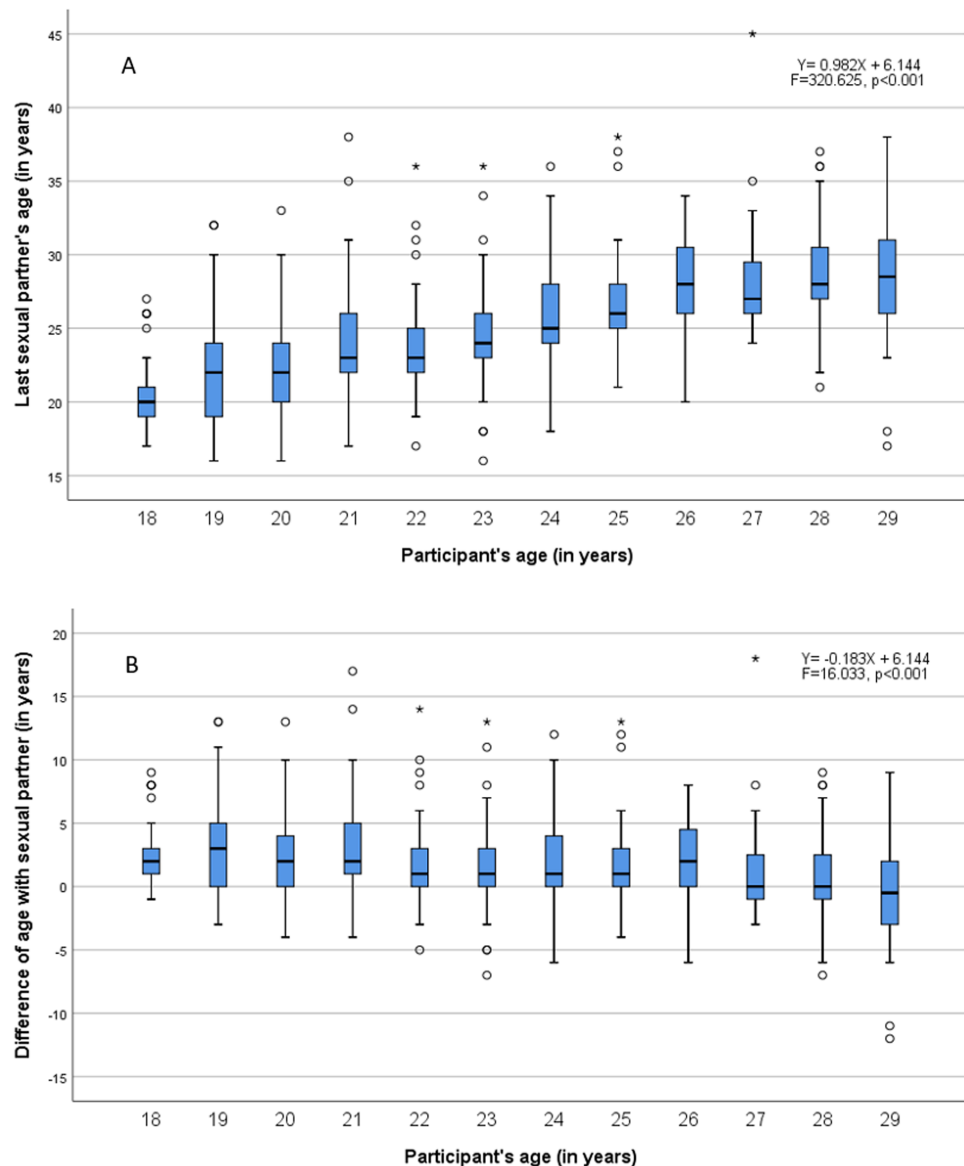 A
Y= 0.982X + 6.144
F=320.625, p<0.001
Last sexual partner's age (in years)
45
40
35
30
25
20
15
18 19 20 21 22 23 24 25 26 27 28 29
Participant's age (in years)
B
Y= -0.183X + 6.144
F=16.033, p<0.001
Difference of age with sexual partner (in years)
20
15
10
5
0
-5
-10
-15
18 19 20 21 22 23 24 25 26 27 28 29
Participant's age (in years)